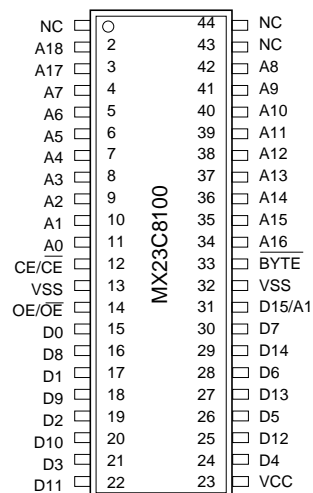 NC 44 NC
A18 2 43 NC
A17 3 42 A8
A7 4 41 A9
A6 5 40 A10
A5 6 39 A11
A4 7 38 A12
A3 8 37 A13
A2 9 36 A14
A1 10 35 A15
A0 11 34 A16
CE/C̅E̅ 12 33 B̅Y̅T̅E̅
VSS 13 32 VSS
OE/O̅E̅ 14 31 D15/A1
D0 15 30 D7
D8 16 29 D14
D1 17 28 D6
D9 18 27 D13
D2 19 26 D5
D10 20 25 D12
D3 21 24 D4
D11 22 23 VCC
MX23C8100